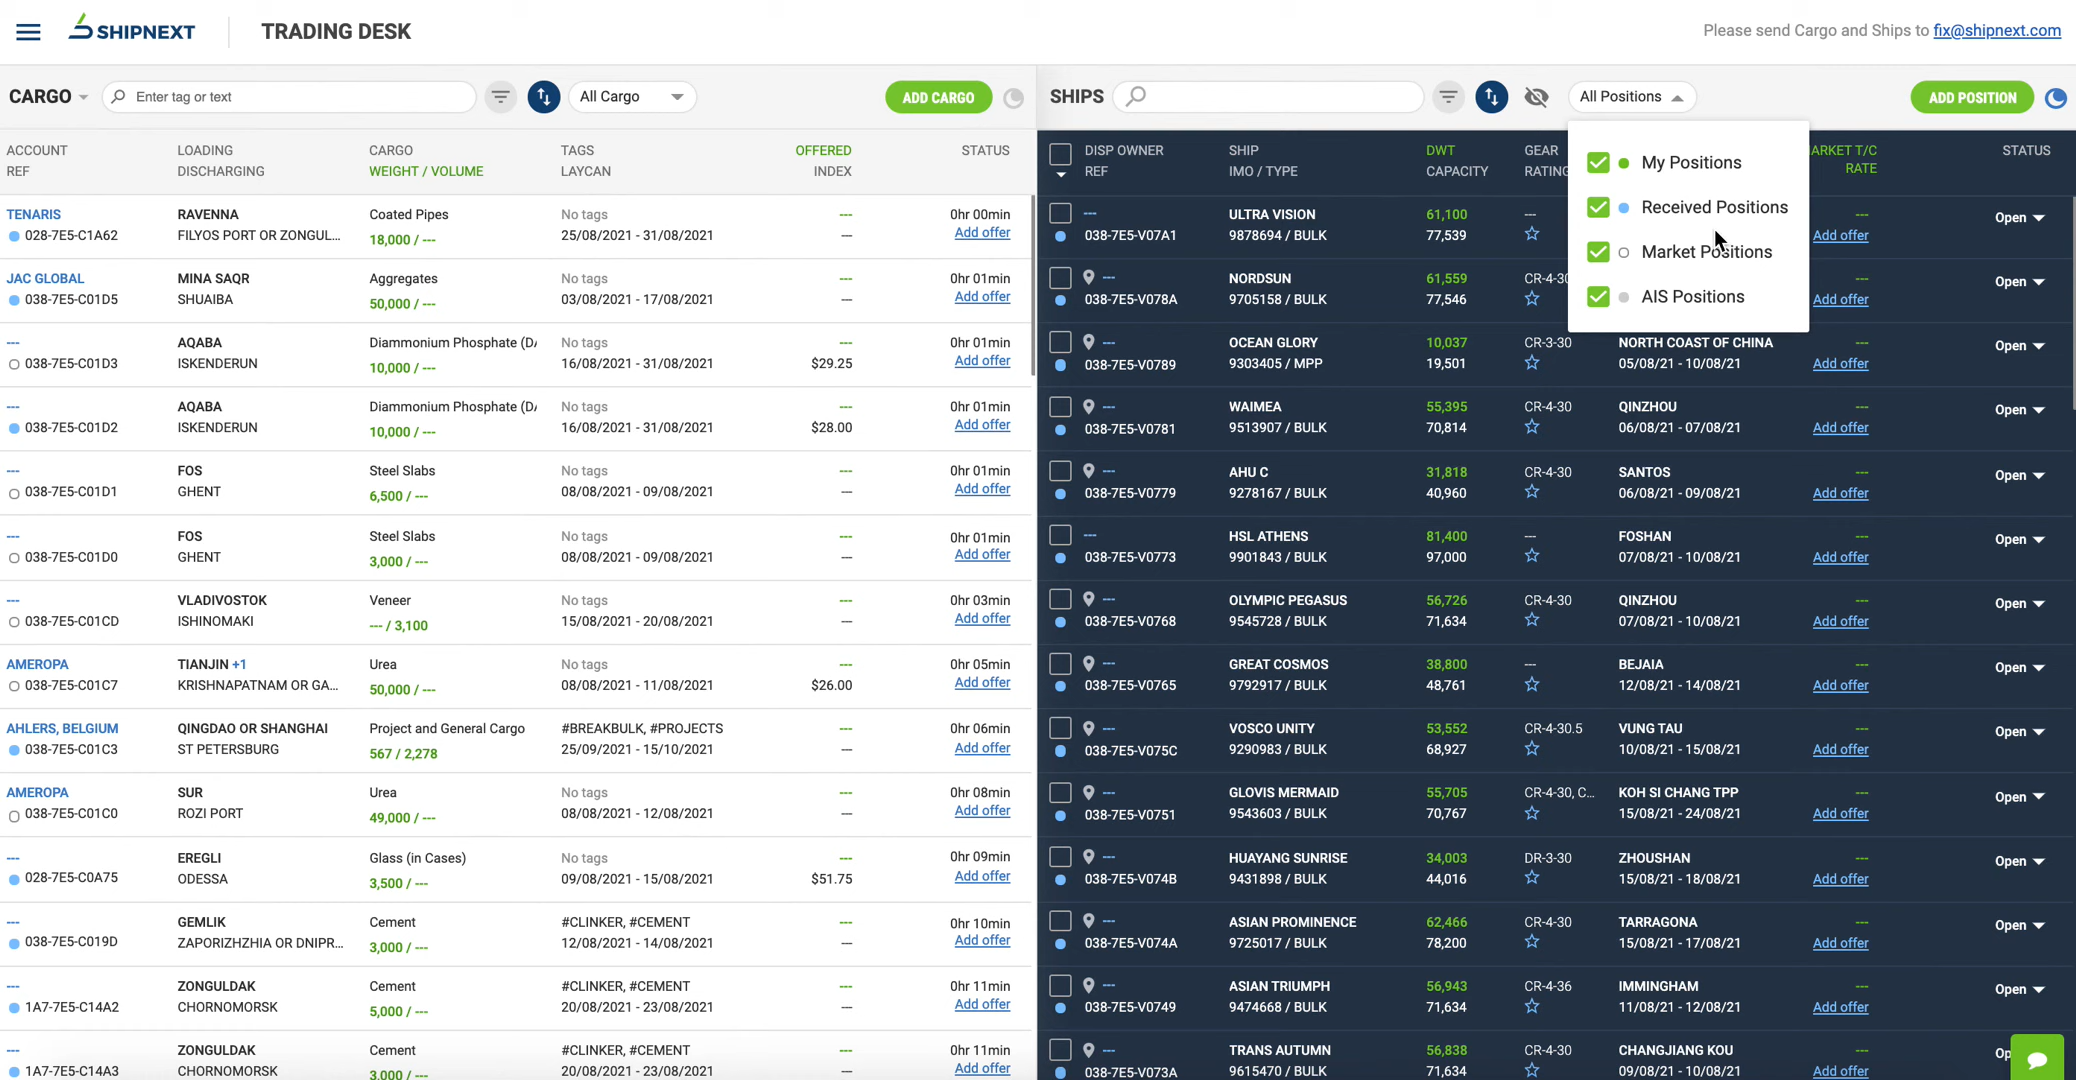 SHIPNEXT TRADING DESK Please send Cargo and Ships to fix@shipnext.com
CARGO Enter tag or text All Cargo ADD CARGO
ACCOUNT LOADING CARGO TAGS OFFERED STATUS
REF DISCHARGING WEIGHT / VOLUME LAYCAN INDEX
TENARIS RAVENNA Coated Pipes No tags --- 0hr 00min
028-7E5-C1A62 FILYOS PORT OR ZONGUL... 18,000 / --- 25/08/2021 - 31/08/2021 --- Add offer
JAC GLOBAL MINA SAQR Aggregates No tags --- 0hr 01min
038-7E5-C01D5 SHUAIBA 50,000 / --- 03/08/2021 - 17/08/2021 --- Add offer
--- AQABA Diammonium Phosphate (DA No tags --- 0hr 01min
038-7E5-C01D3 ISKENDERUN 10,000 / --- 16/08/2021 - 31/08/2021 $29.25 Add offer
--- AQABA Diammonium Phosphate (DA No tags --- 0hr 01min
038-7E5-C01D2 ISKENDERUN 10,000 / --- 16/08/2021 - 31/08/2021 $28.00 Add offer
--- FOS Steel Slabs No tags --- 0hr 01min
038-7E5-C01D1 GHENT 6,500 / --- 08/08/2021 - 09/08/2021 --- Add offer
--- FOS Steel Slabs No tags --- 0hr 01min
038-7E5-C01D0 GHENT 3,000 / --- 08/08/2021 - 09/08/2021 --- Add offer
--- VLADIVOSTOK Veneer No tags --- 0hr 03min
038-7E5-C01CD ISHINOMAKI --- / 3,100 15/08/2021 - 20/08/2021 --- Add offer
AMEROPA TIANJIN +1 Urea No tags --- 0hr 05min
038-7E5-C01C7 KRISHNAPATNAM OR GA... 50,000 / --- 08/08/2021 - 11/08/2021 $26.00 Add offer
AHLERS, BELGIUM QINGDAO OR SHANGHAI Project and General Cargo #BREAKBULK, #PROJECTS --- 0hr 06min
038-7E5-C01C3 ST PETERSBURG 567 / 2,278 25/09/2021 - 15/10/2021 --- Add offer
AMEROPA SUR Urea No tags --- 0hr 08min
038-7E5-C01C0 ROZI PORT 49,000 / --- 08/08/2021 - 12/08/2021 --- Add offer
--- EREGLI Glass (in Cases) No tags --- 0hr 09min
028-7E5-C0A75 ODESSA 3,500 / --- 09/08/2021 - 15/08/2021 $51.75 Add offer
--- GEMLIK Cement #CLINKER, #CEMENT --- 0hr 10min
038-7E5-C019D ZAPORIZHZHIA OR DNIPR... 3,000 / --- 12/08/2021 - 14/08/2021 --- Add offer
--- ZONGULDAK Cement #CLINKER, #CEMENT --- 0hr 11min
1A7-7E5-C14A2 CHORNOMORSK 5,000 / --- 20/08/2021 - 23/08/2021 --- Add offer
--- ZONGULDAK Cement #CLINKER, #CEMENT --- 0hr 11min
1A7-7E5-C14A3 CHORNOMORSK 3,000 / --- 20/08/2021 - 23/08/2021 --- Add offer
SHIPS All Positions ADD POSITION
My Positions
Received Positions
Market Positions
AIS Positions
DISP OWNER SHIP DWT GEAR ARKET T/C STATUS
REF IMO / TYPE CAPACITY RATING RATE
--- ULTRA VISION 61,100 --- --- Open
038-7E5-V07A1 9878694 / BULK 77,539 Add offer
--- NORDSUN 61,559 CR-4-30 --- Open
038-7E5-V078A 9705158 / BULK 77,546 Add offer
--- OCEAN GLORY 10,037 CR-3-30 NORTH COAST OF CHINA --- Open
038-7E5-V0789 9303405 / MPP 19,501 05/08/21 - 10/08/21 Add offer
--- WAIMEA 55,395 CR-4-30 QINZHOU --- Open
038-7E5-V0781 9513907 / BULK 70,814 06/08/21 - 07/08/21 Add offer
--- AHU C 31,818 CR-4-30 SANTOS --- Open
038-7E5-V0779 9278167 / BULK 40,960 06/08/21 - 09/08/21 Add offer
--- HSL ATHENS 81,400 --- FOSHAN --- Open
038-7E5-V0773 9901843 / BULK 97,000 07/08/21 - 10/08/21 Add offer
--- OLYMPIC PEGASUS 56,726 CR-4-30 QINZHOU --- Open
038-7E5-V0768 9545728 / BULK 71,634 07/08/21 - 10/08/21 Add offer
--- GREAT COSMOS 38,800 --- BEJAIA --- Open
038-7E5-V0765 9792917 / BULK 48,761 12/08/21 - 14/08/21 Add offer
--- VOSCO UNITY 53,552 CR-4-30.5 VUNG TAU --- Open
038-7E5-V075C 9290983 / BULK 68,927 10/08/21 - 15/08/21 Add offer
--- GLOVIS MERMAID 55,705 CR-4-30, C... KOH SI CHANG TPP --- Open
038-7E5-V0751 9543603 / BULK 70,767 15/08/21 - 24/08/21 Add offer
--- HUAYANG SUNRISE 34,003 DR-3-30 ZHOUSHAN --- Open
038-7E5-V074B 9431898 / BULK 44,016 15/08/21 - 18/08/21 Add offer
--- ASIAN PROMINENCE 62,466 CR-4-30 TARRAGONA --- Open
038-7E5-V074A 9725017 / BULK 78,200 15/08/21 - 17/08/21 Add offer
--- ASIAN TRIUMPH 56,943 CR-4-36 IMMINGHAM --- Open
038-7E5-V0749 9474668 / BULK 71,634 11/08/21 - 12/08/21 Add offer
--- TRANS AUTUMN 56,838 CR-4-30 CHANGJIANG KOU --- Op
038-7E5-V073A 9615470 / BULK 71,634 09/08/21 - 10/08/21 Add offer